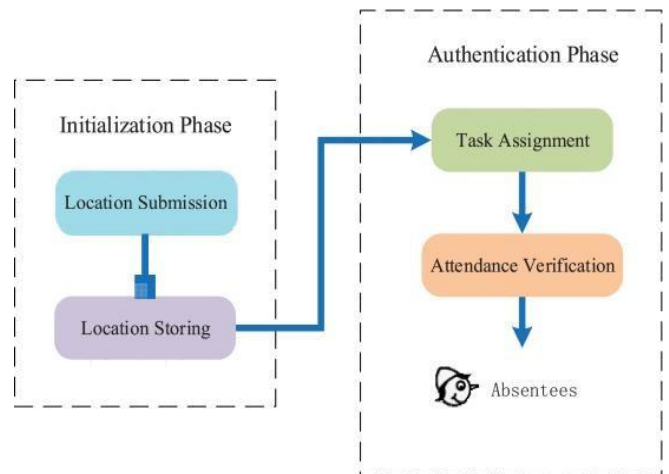 Initialization Phase
Location Submission
Location Storing
Authentication Phase
Task Assignment
Attendance Verification
Absentees